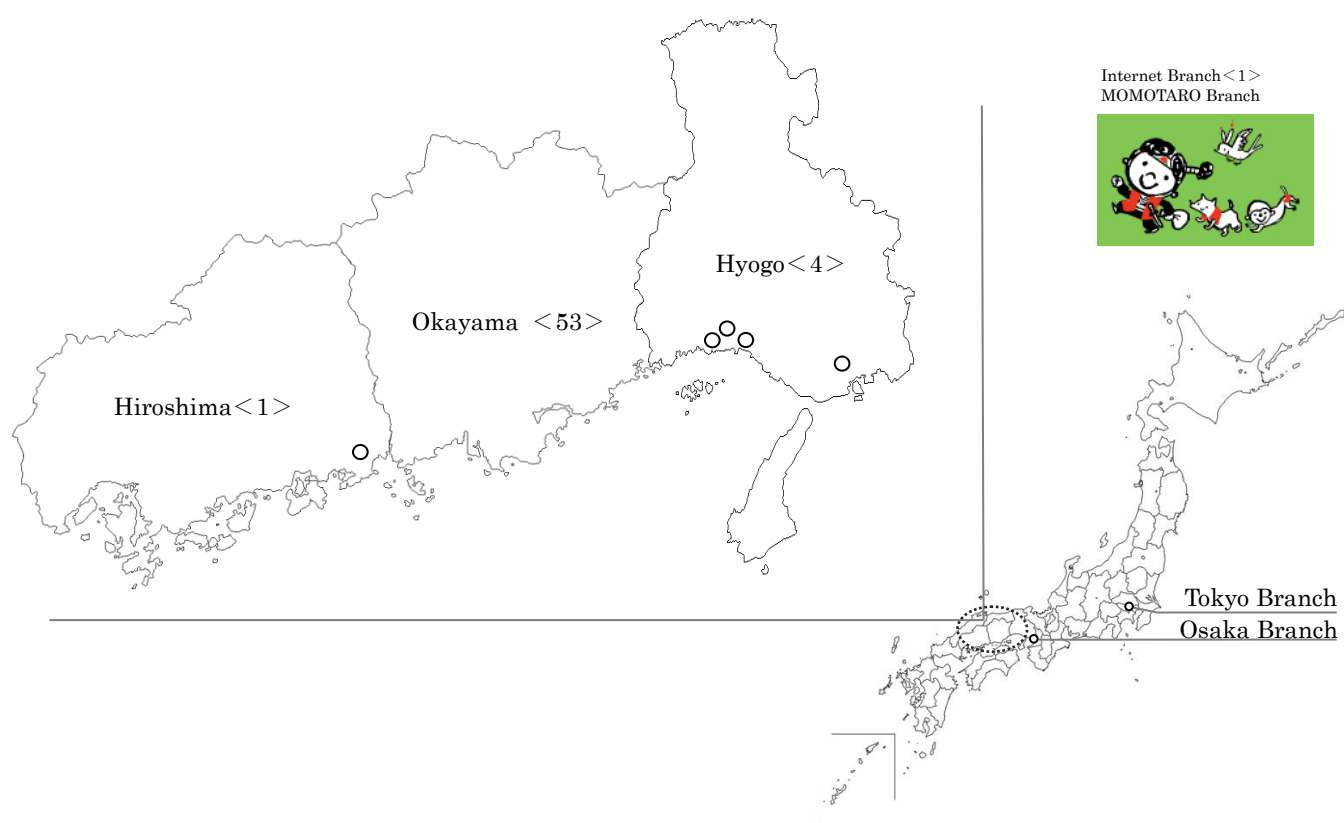 Internet Branch＜1＞
MOMOTARO Branch
Hyogo＜4＞
Okayama ＜53＞
Hiroshima＜1＞
Tokyo Branch
Osaka Branch